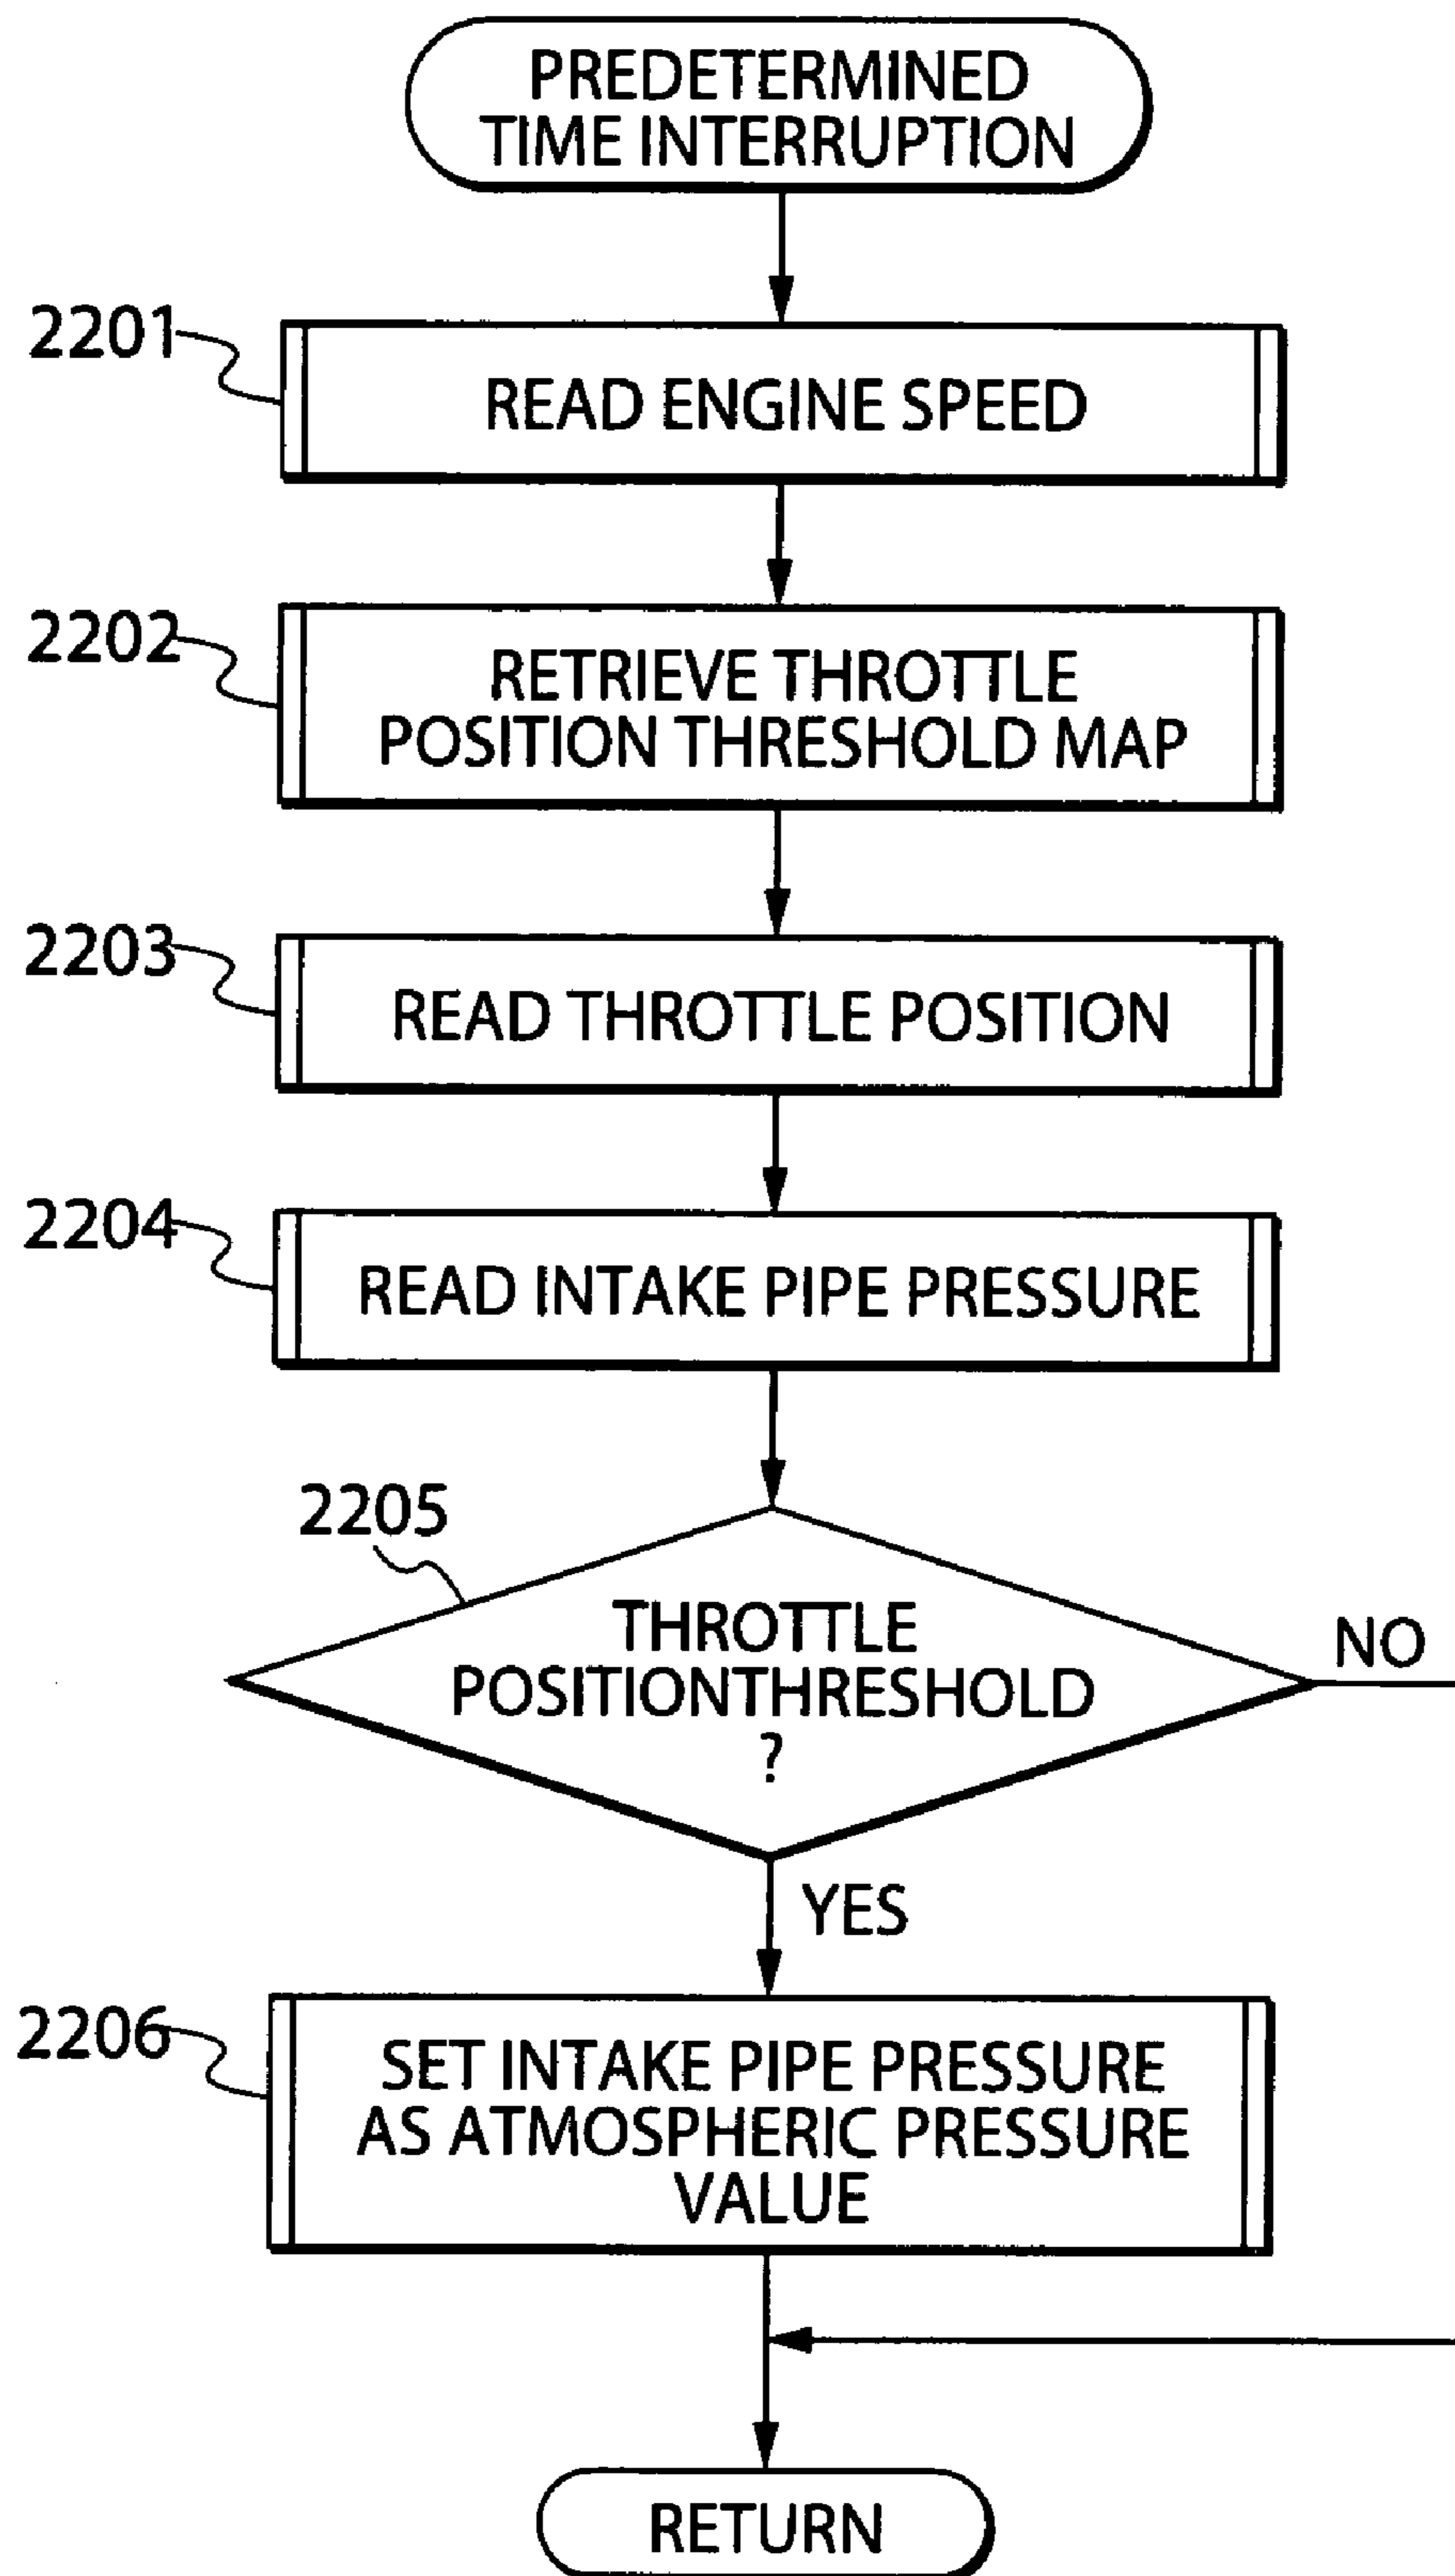 PREDETERMINED
TIME INTERRUPTION
2201
READ ENGINE SPEED
2202
RETRIEVE THROTTLE
POSITION THRESHOLD MAP
2203
READ THROTTLE POSITION
2204
READ INTAKE PIPE PRESSURE
2205
THROTTLE
POSITIONTHRESHOLD
?
NO
YES
2206
SET INTAKE PIPE PRESSURE
AS ATMOSPHERIC PRESSURE
VALUE
RETURN